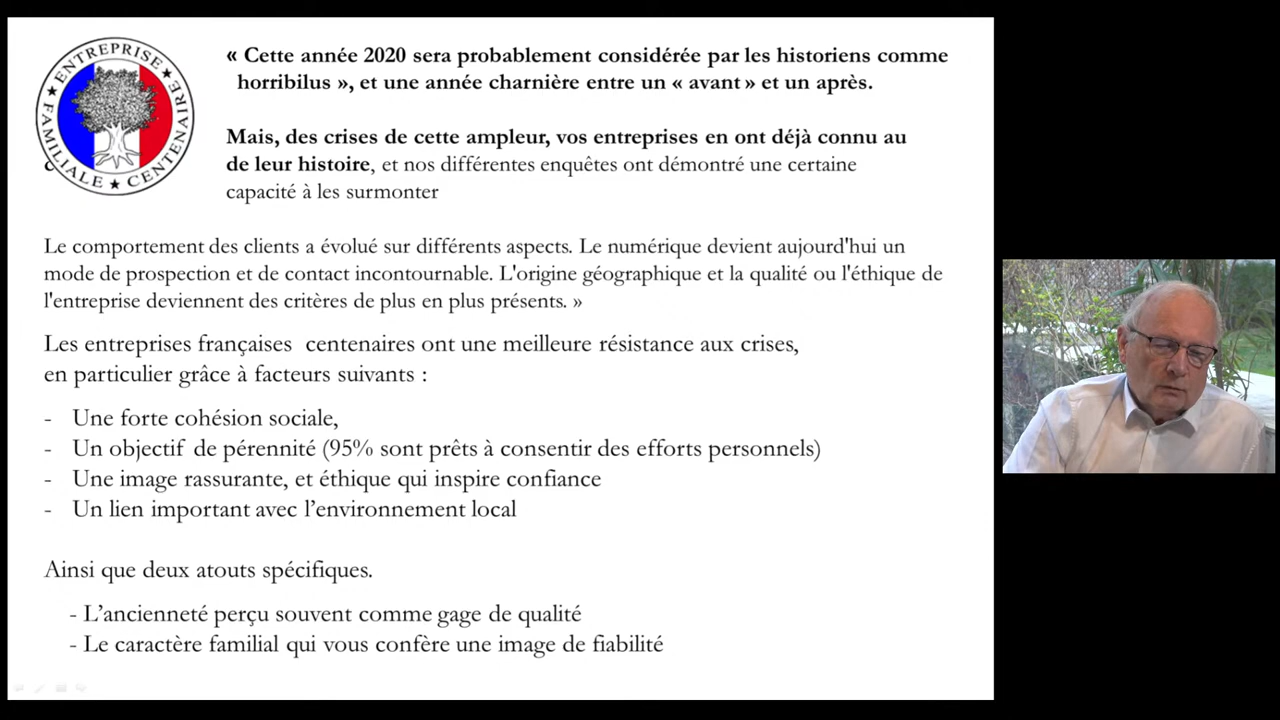 ENTREPRISE
FAMILIALE ★ CENTENAIRE
« Cette année 2020 sera probablement considérée par les historiens comme
horribilus », et une année charnière entre un « avant » et un après.
Mais, des crises de cette ampleur, vos entreprises en ont déjà connu au
de leur histoire, et nos différentes enquêtes ont démontré une certaine
capacité à les surmonter
Le comportement des clients a évolué sur différents aspects. Le numérique devient aujourd'hui un
mode de prospection et de contact incontournable. L'origine géographique et la qualité ou l'éthique de
l'entreprise deviennent des critères de plus en plus présents. »
Les entreprises françaises centenaires ont une meilleure résistance aux crises,
en particulier grâce à facteurs suivants :
- Une forte cohésion sociale,
- Un objectif de pérennité (95% sont prêts à consentir des efforts personnels)
- Une image rassurante, et éthique qui inspire confiance
- Un lien important avec l’environnement local
Ainsi que deux atouts spécifiques.
- L’ancienneté perçu souvent comme gage de qualité
- Le caractère familial qui vous confère une image de fiabilité